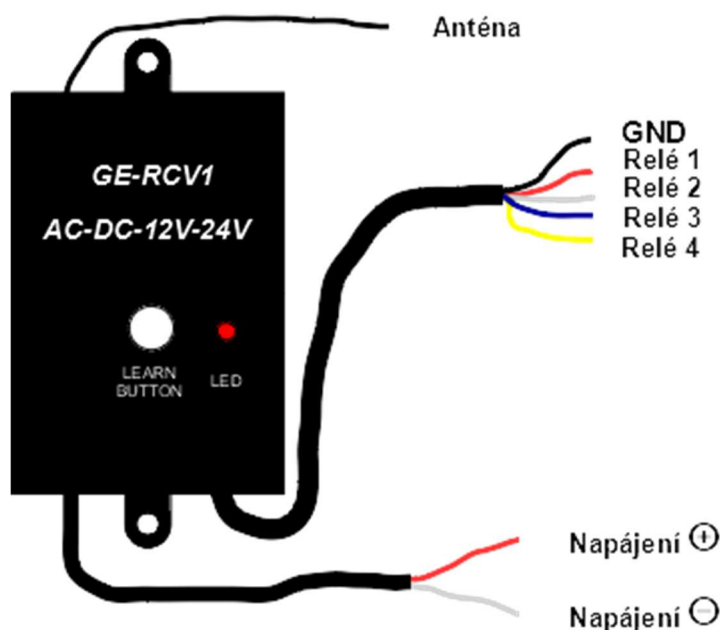 Anténa
GE-RCV1
AC-DC-12V-24V
LEARN
BUTTON
LED
GND
Relé 1
Relé 2
Relé 3
Relé 4
Napájení +
Napájení −